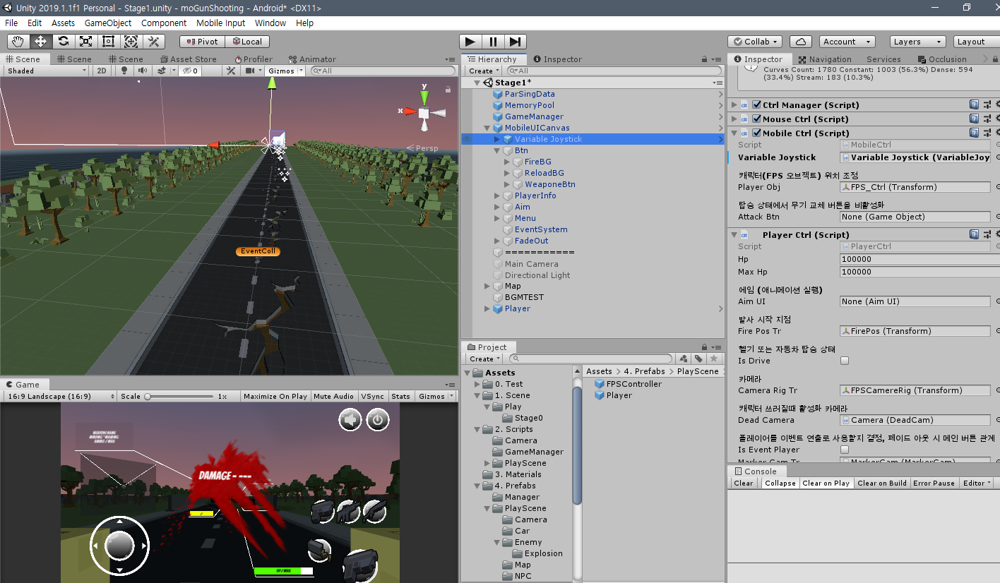 Unity 2019.1.1f1 Personal - Stage1.unity - moGunShooting - Android* <DX11>
File Edit Assets GameObject Component Mobile Input Window Help
Pivot Local
Collab Account Layers Layout
Scene Scene Scene Asset Store Profiler Animator
Shaded 2D 0 Gizmos All
x y
Persp
EventColl
Game
16:9 Landscape (16:9) Scale 1x Maximize On Play Mute Audio VSync Stats Gizmos
DAMAGE - ---
Hierarchy Inspector
Create All
Stage1*
ParSingData
MemoryPool
GameManager
MobileUICanvas
Variable Joystick
Btn
FireBG
ReloadBG
WeaponeBtn
PlayerInfo
Aim
Menu
EventSystem
FadeOut
===========
Main Camera
Directional Light
Map
BGMTEST
Player
Project
Create
Assets
0. Test
1. Scene
Play
Stage0
2. Scripts
Camera
GameManager
PlayScene
3. Materials
4. Prefabs
Manager
PlayScene
Camera
Car
Enemy
Explosion
Map
NPC
Assets > 4. Prefabs > PlayScene
FPSController
Player
Inspector Navigation Services Occlusion
Curves Count: 1780 Constant: 1003 (56.3%) Dense: 594
(33.4%) Stream: 183 (10.3%)
Ctrl Manager (Script)
Mouse Ctrl (Script)
Mobile Ctrl (Script)
Script MobileCtrl
Variable Joystick Variable Joystick (VariableJoy
캐릭터(FPS 오브젝트) 위치 조정
Player Obj FPS_Ctrl (Transform)
탑승 상태에서 무기 교체 버튼을 비활성화
Attack Btn None (Game Object)
Player Ctrl (Script)
Script PlayerCtrl
Hp 100000
Max Hp 100000
에임 (애니메이션 실행)
Aim UI None (Aim UI)
발사 시작 지점
Fire Pos Tr FirePos (Transform)
헬기 또는 자동차 탑승 상태
Is Drive
카메라
Camera Rig Tr FPSCamereRig (Transform)
캐릭터 쓰러질때 활성화 카메라
Dead Camera Camera (DeadCam)
플레이어를 이벤트 연출로 사용할지 결정, 페이드 아웃 시 메인 버튼 관계
Is Event Player
Marker Cam Tr MarkerCam (MarkerCam)
Console
Clear Collapse Clear on Play Clear on Build Error Pause Editor